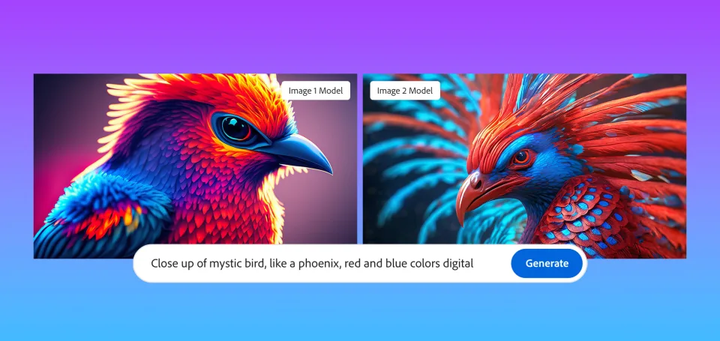 Image 1 Model
Image 2 Model
Close up of mystic bird, like a phoenix, red and blue colors digital
Generate